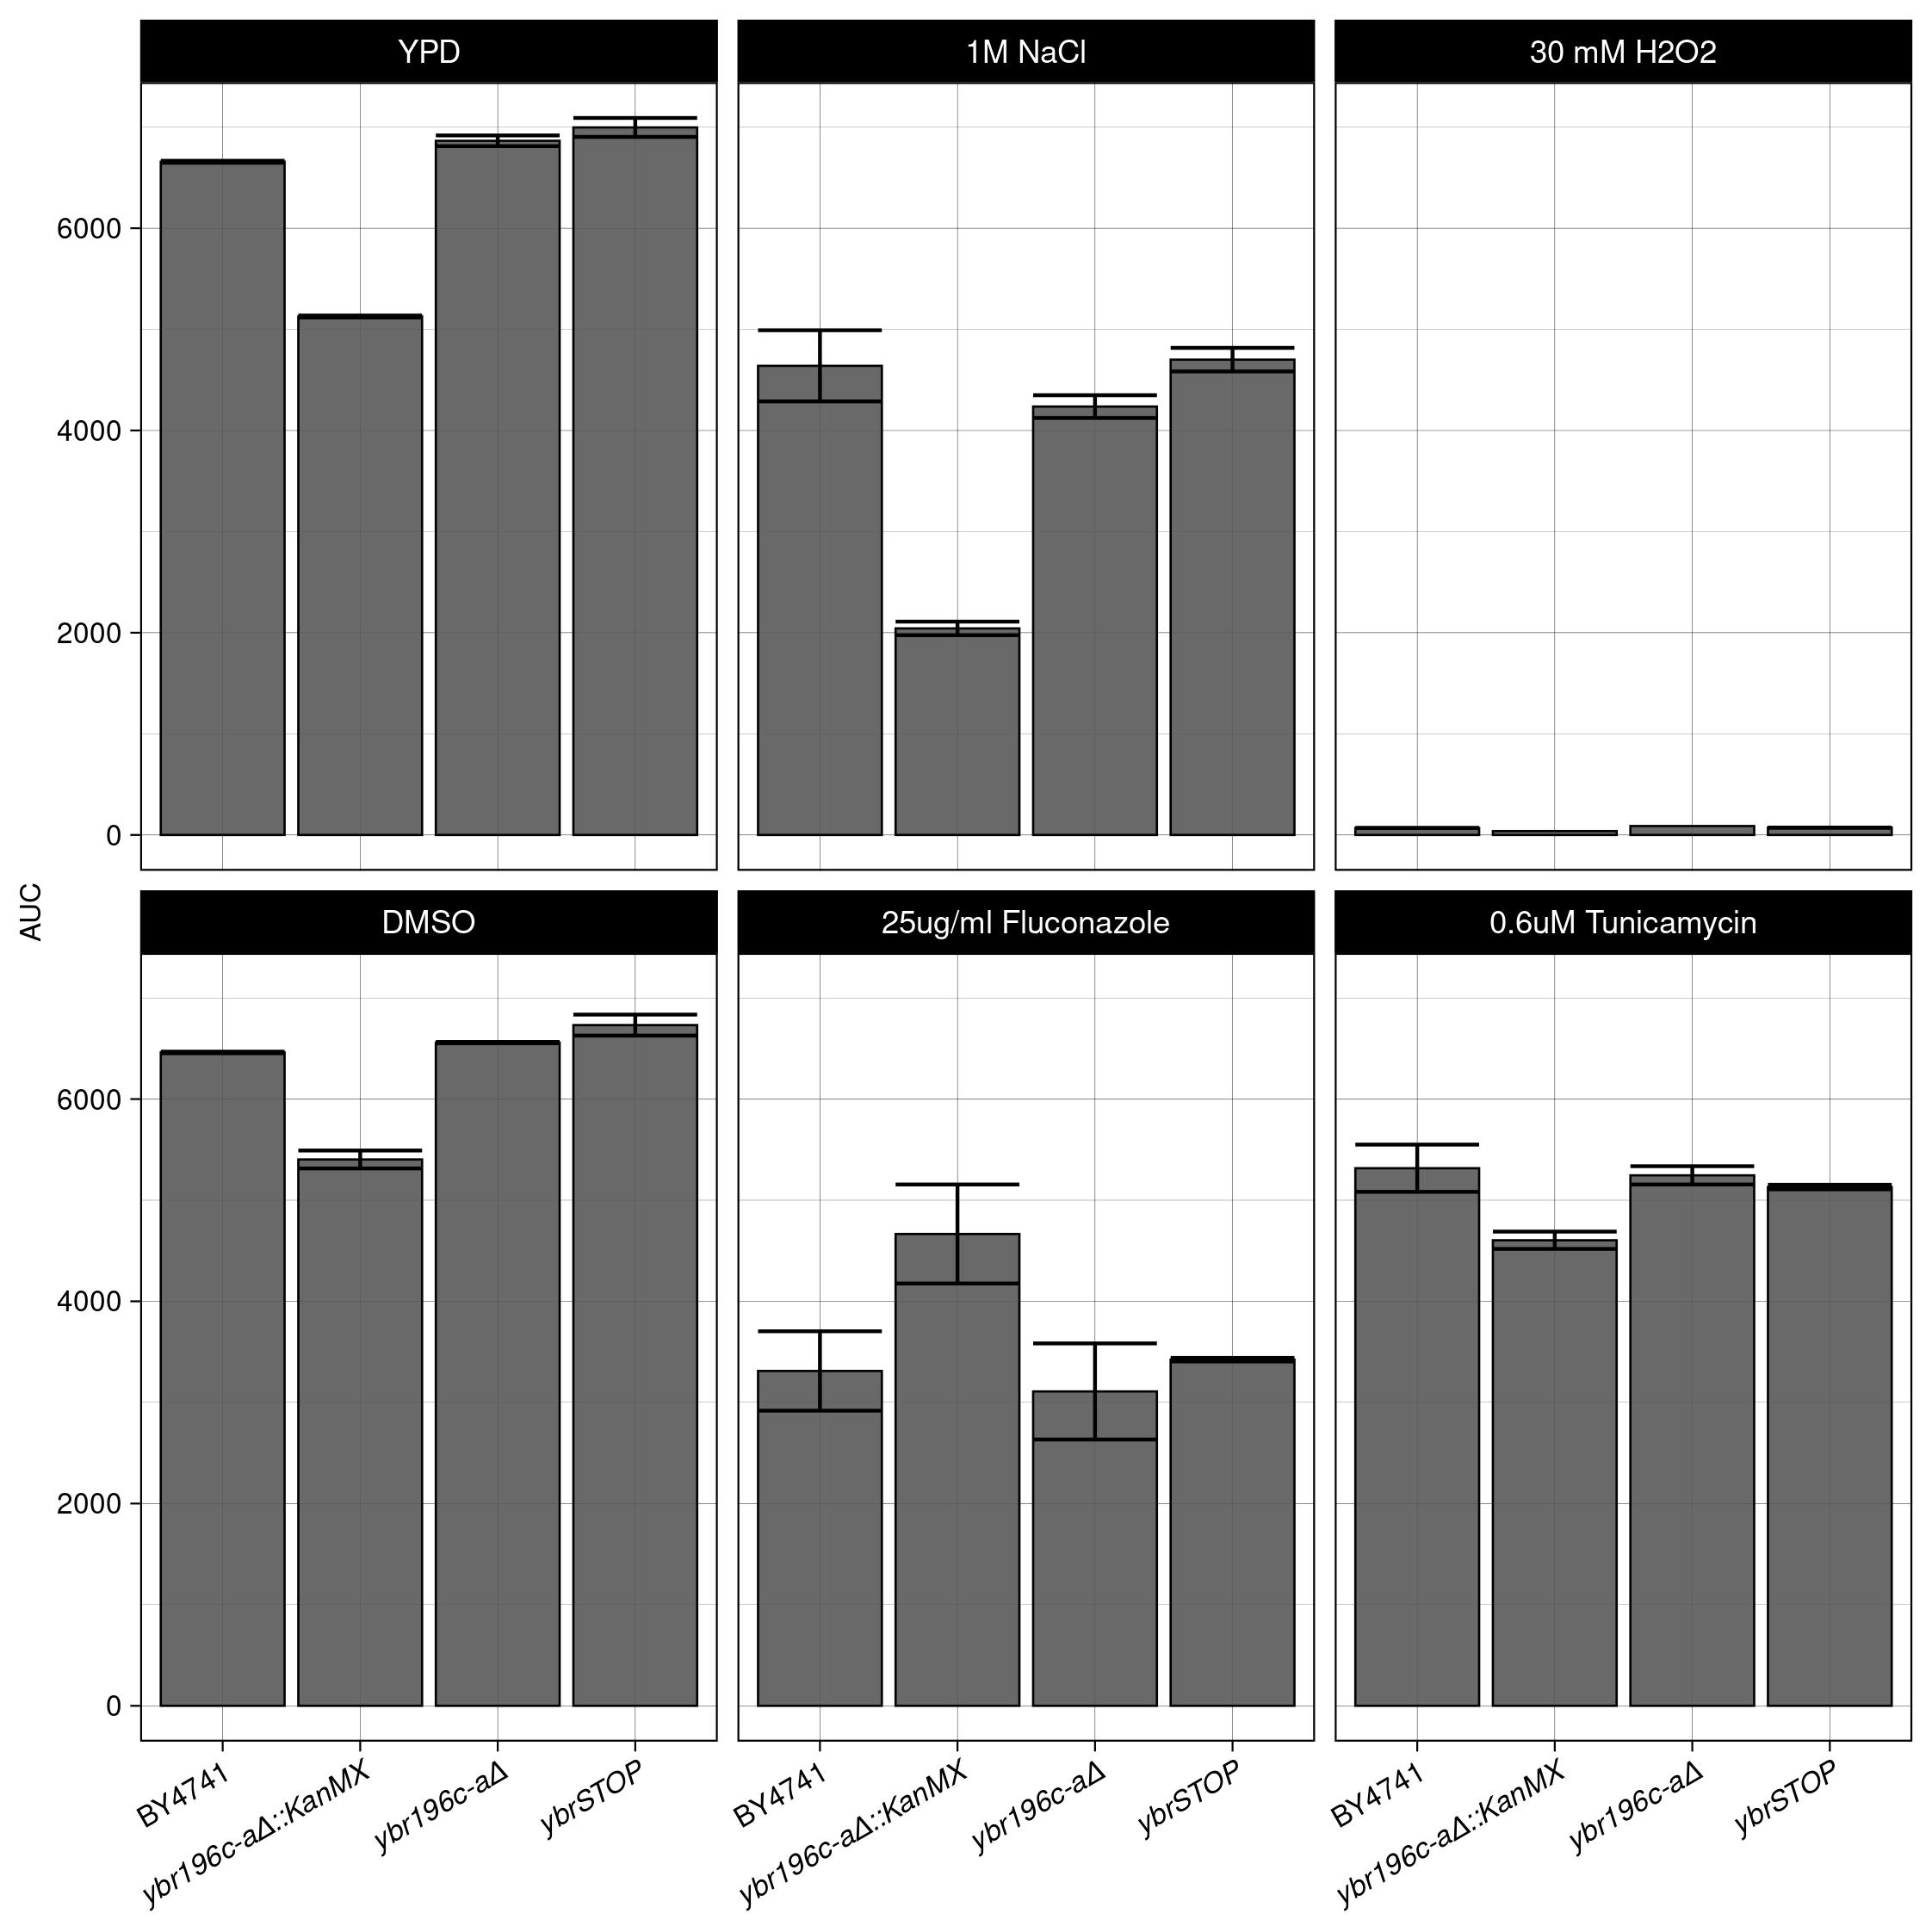 YPD
1M NaCl
30 mM H2O2
6000
4000
2000
0
AUC
DMSO
25ug/ml Fluconazole
0.6uM Tunicamycin
6000
4000
2000
0
BY4741
ybr196c-aΔ::KanMX
ybr196c-aΔ
ybrSTOP
BY4741
ybr196c-aΔ::KanMX
ybr196c-aΔ
ybrSTOP
BY4741
ybr196c-aΔ::KanMX
ybr196c-aΔ
ybrSTOP